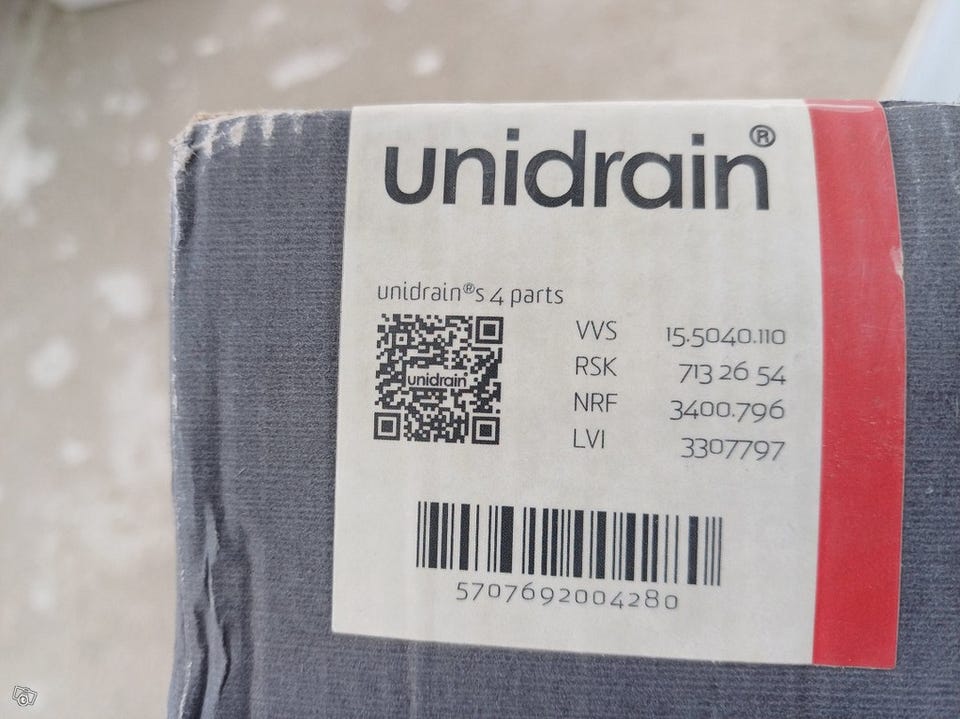 unidrain®
unidrain®s 4 parts
unidrain®
VVS 15.5040.110
RSK 713 26 54
NRF 3400.796
LVI 3307797
5707692004280